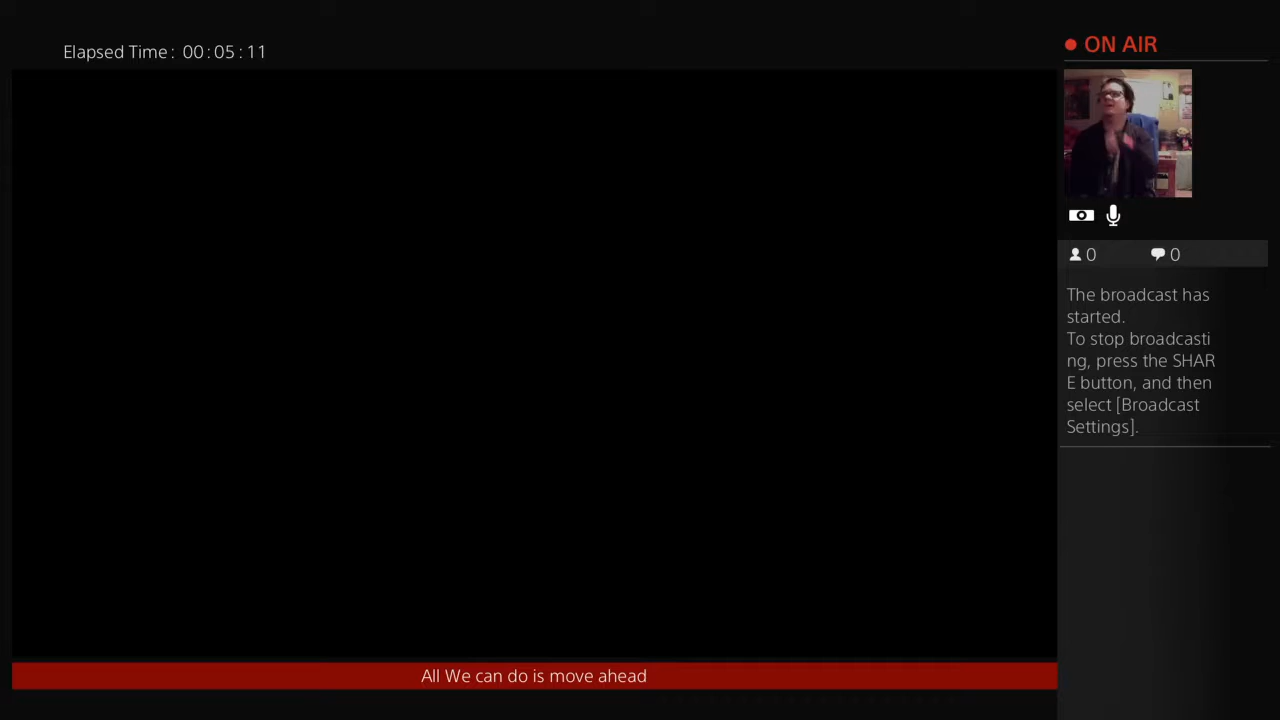 Elapsed Time: 00:05:11
ON AIR
0 0
The broadcast has
started.
To stop broadcasti
ng, press the SHAR
E button, and then
select [Broadcast
Settings].
All We can do is move ahead